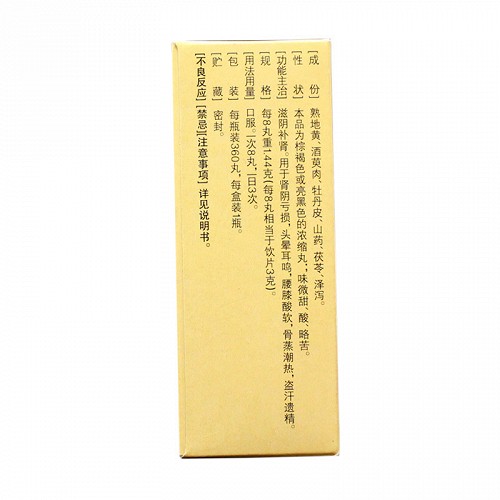 [成份] 熟地黄、酒萸肉、牡丹皮、山药、茯苓、泽泻。
[性状] 本品为棕褐色或亮黑色的浓缩丸；味微甜、酸、略苦。
[功能主治] 滋阴补肾。用于肾阴亏损，头晕耳鸣，腰膝酸软，骨蒸潮热，盗汗遗精。
[规格] 每8丸重1.44克(每8丸相当于饮片3克)。
[用法用量] 口服。一次8丸，一日3次。
[包装] 每瓶装360丸，每盒装1瓶。
[贮藏] 密封。
[不良反应][禁忌][注意事项] 详见说明书。